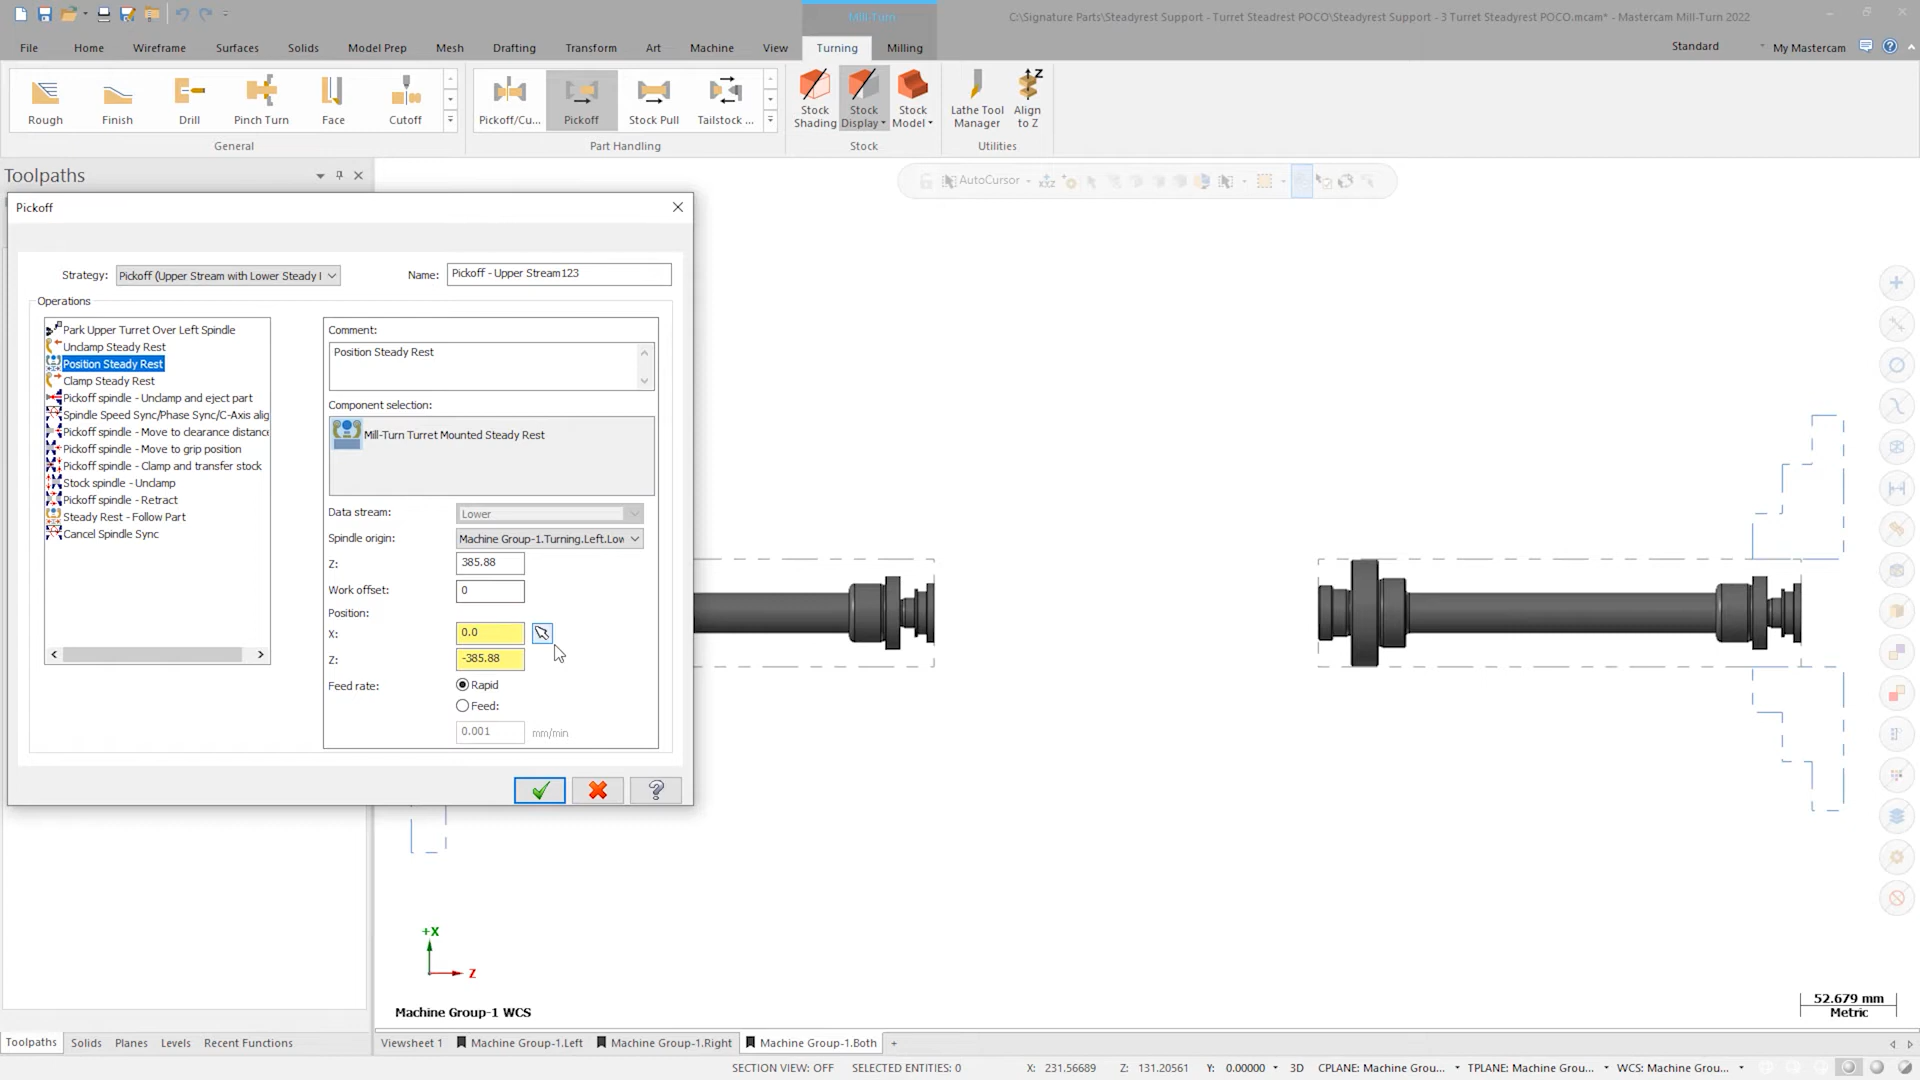 Mill-Turn
C:\Signature Parts\Steadyrest Support - Turret Steadrest POCO\Steadyrest Support - 3 Turret Steadyrest POCO.mcam* - Mastercam Mill-Turn 2022
File Home Wireframe Surfaces Solids Model Prep Mesh Drafting Transform Art Machine View Turning Milling
Standard My Mastercam
Rough Finish Drill Pinch Turn Face Cutoff
General
Pickoff/Cu... Pickoff Stock Pull Tailstock ...
Part Handling
Stock Shading
Stock Display
Stock Model
Stock
Lathe Tool Manager
Align to Z
Utilities
Toolpaths
AutoCursor
Pickoff
Strategy: Pickoff (Upper Stream with Lower Steady
Name: Pickoff - Upper Stream123
Operations
Park Upper Turret Over Left Spindle
Unclamp Steady Rest
Position Steady Rest
Clamp Steady Rest
Pickoff spindle - Unclamp and eject part
Spindle Speed Sync/Phase Sync/C-Axis alig
Pickoff spindle - Move to clearance distance
Pickoff spindle - Move to grip position
Pickoff spindle - Clamp and transfer stock
Stock spindle - Unclamp
Pickoff spindle - Retract
Steady Rest - Follow Part
Cancel Spindle Sync
Comment:
Position Steady Rest
Component selection:
Mill-Turn Turret Mounted Steady Rest
Data stream: Lower
Spindle origin: Machine Group-1.Turning.Left.Low
Z: 385.88
Work offset: 0
Position:
X: 0.0
Z: -385.88
Feed rate: Rapid
Feed:
0.001 mm/min
+X
Z
Machine Group-1 WCS
52.679 mm
Metric
Toolpaths Solids Planes Levels Recent Functions
Viewsheet 1 Machine Group-1.Left Machine Group-1.Right Machine Group-1.Both +
SECTION VIEW: OFF SELECTED ENTITIES: 0 X: 231.56689 Z: 131.20561 Y: 0.00000 3D CPLANE: Machine Grou... TPLANE: Machine Grou... WCS: Machine Grou...